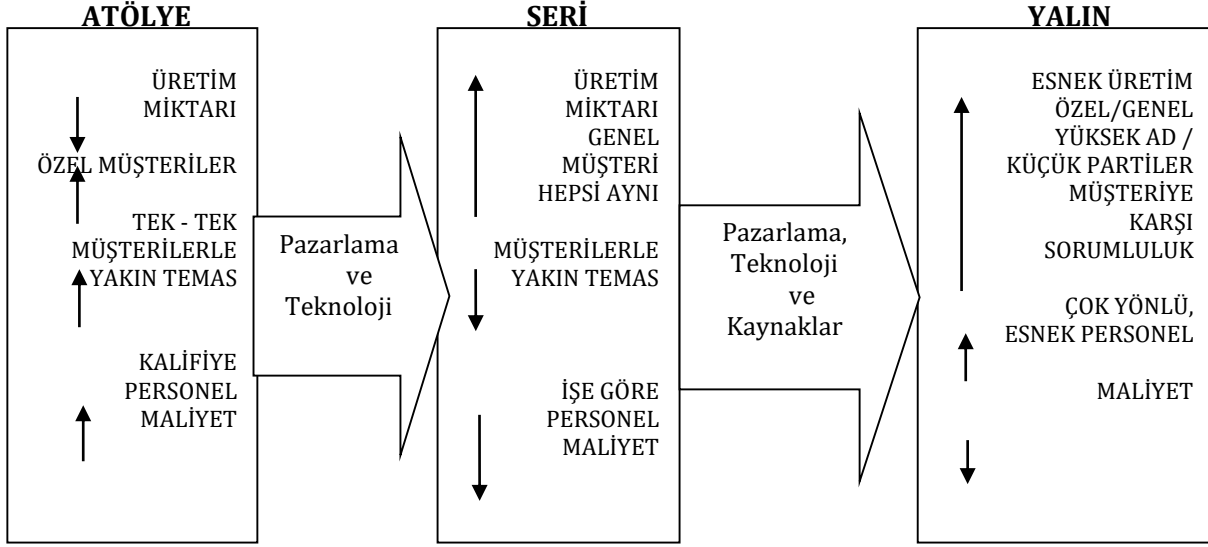 ATÖLYE
ÜRETİM
MİKTARI
ÖZEL MÜŞTERİLER
TEK - TEK
MÜŞTERİLERLE
YAKIN TEMAS
KALİFİYE
PERSONEL
MALİYET
Pazarlama
ve
Teknoloji
SERİ
ÜRETİM
MİKTARI
GENEL
MÜŞTERİ
HEPSİ AYNI
MÜŞTERİLERLE
YAKIN TEMAS
İŞE GÖRE
PERSONEL
MALİYET
Pazarlama,
Teknoloji
ve
Kaynaklar
YALIN
ESNEK ÜRETİM
ÖZEL/GENEL
YÜKSEK AD /
KÜÇÜK PARTİLER
MÜŞTERİYE
KARŞI
SORUMLULUK
ÇOK YÖNLÜ,
ESNEK PERSONEL
MALİYET